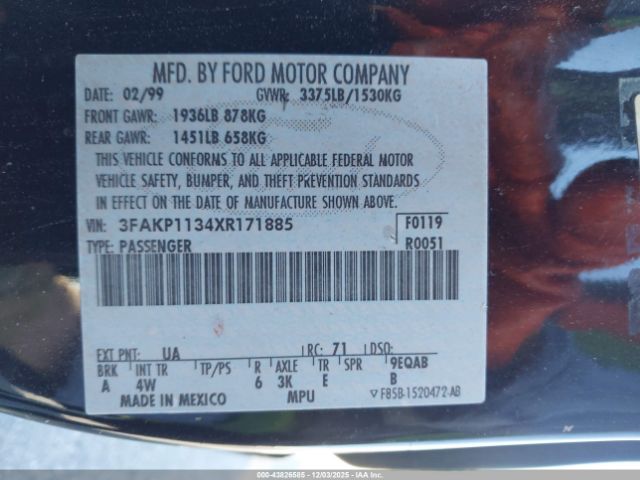 MFD. BY FORD MOTOR COMPANY
DATE: 02/99 GVWR: 3375LB/1530KG
FRONT GAWR: 1936LB 878KG
REAR GAWR: 1451LB 658KG
THIS VEHICLE CONFORMS TO ALL APPLICABLE FEDERAL MOTOR
VEHICLE SAFETY, BUMPER, AND THEFT PREVENTION STANDARDS
IN EFFECT ON THE DATE OF MANUFACTURE SHOWN ABOVE.
VIN: 3FAKP1134XR171885 F0119
TYPE: PASSENGER R0051
EXT PNT: UA RC: 71 DSO:
BRK INT TR TP/PS R AXLE TR SPR 9EQAB
A 4W 6 3K E B
MADE IN MEXICO MPU F85B-1520472-AB
000-43826585 - 12/03/2025 - IAA Inc.